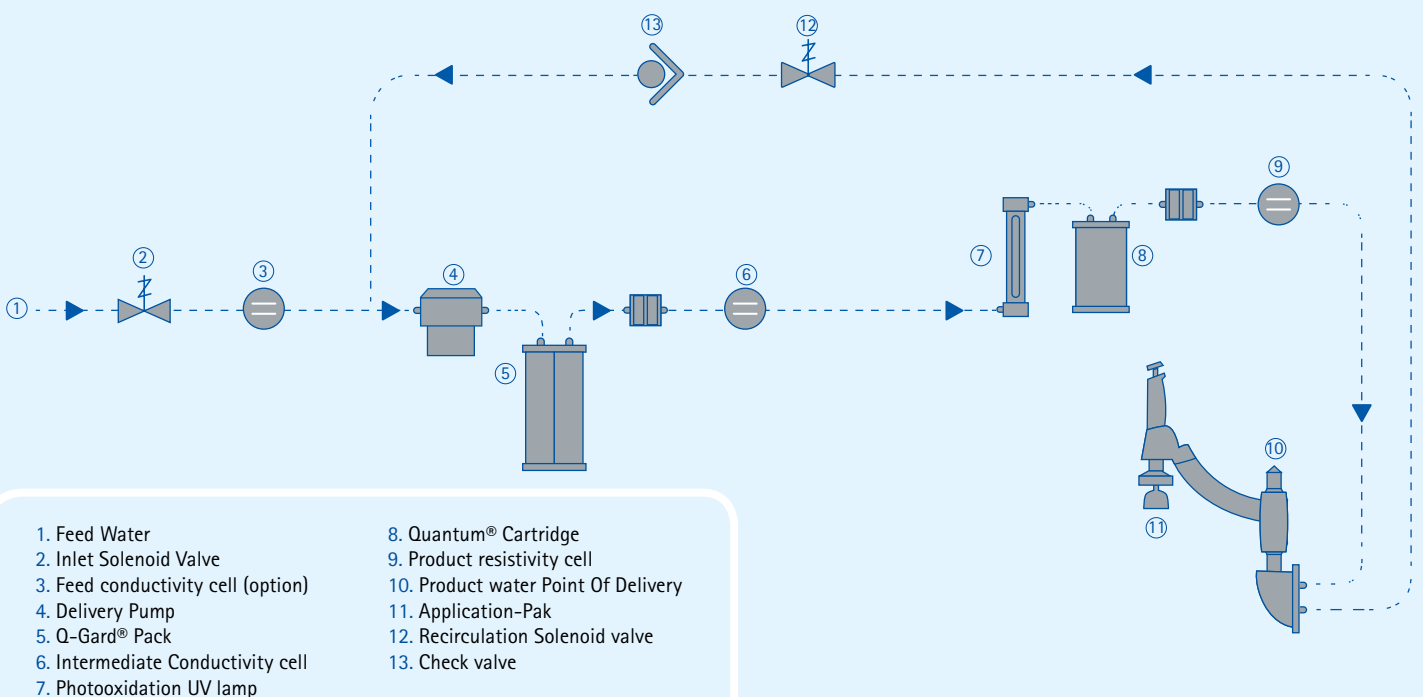 ⑬
⑫
⑨
②
③
④
⑥
⑦
⑧
①
⑤
⑩
⑪
1. Feed Water
2. Inlet Solenoid Valve
3. Feed conductivity cell (option)
4. Delivery Pump
5. Q-Gard® Pack
6. Intermediate Conductivity cell
7. Photooxidation UV lamp
8. Quantum® Cartridge
9. Product resistivity cell
10. Product water Point Of Delivery
11. Application-Pak
12. Recirculation Solenoid valve
13. Check valve